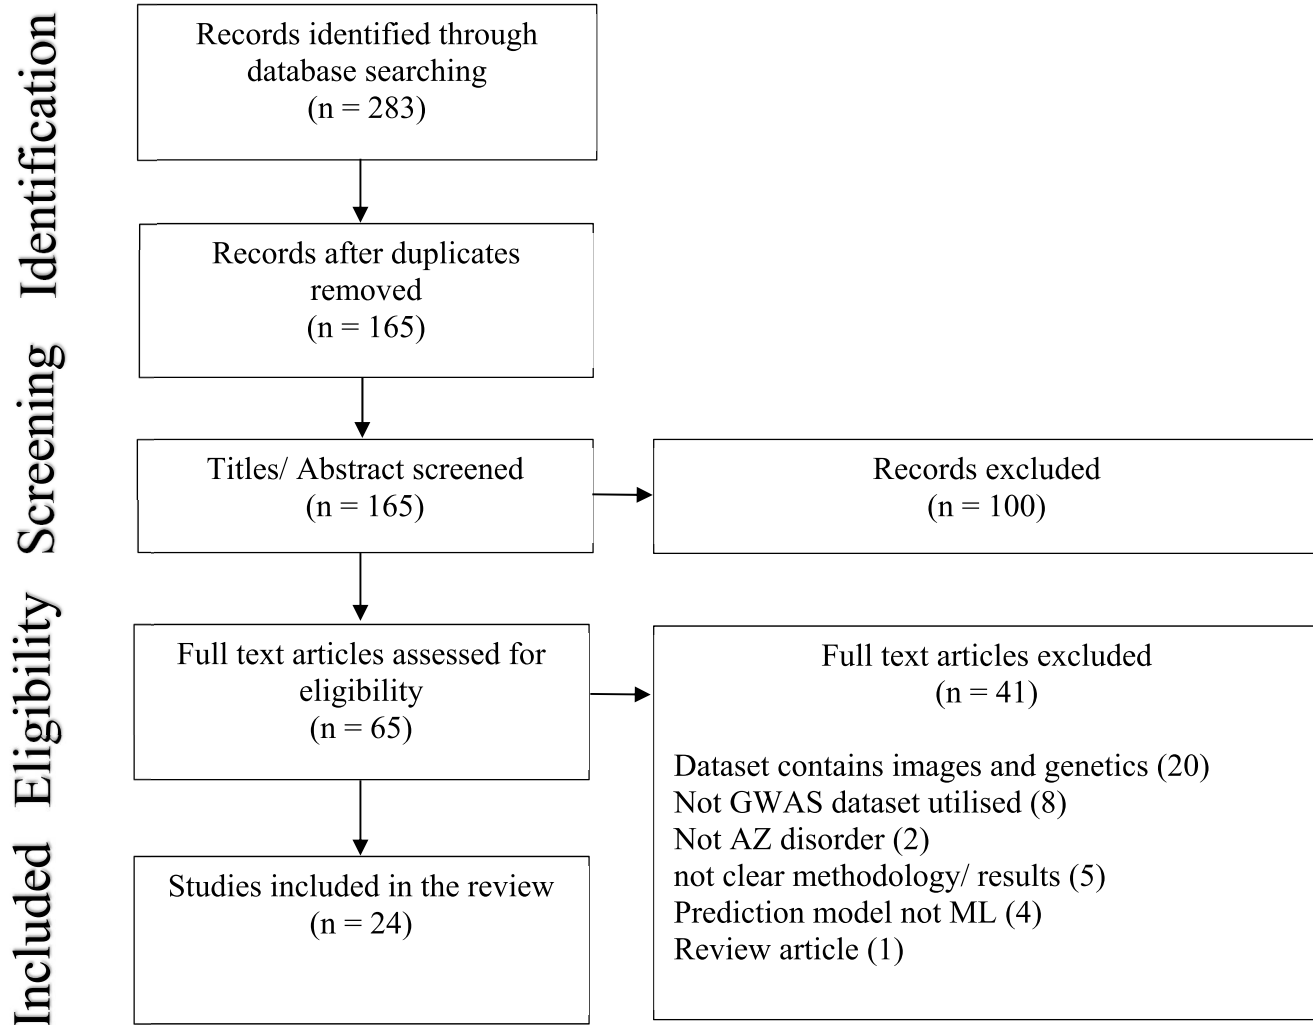 Identification
Records identified through
database searching
(n = 283)
Records after duplicates
removed
(n = 165)
Screening
Titles/ Abstract screened
(n = 165)
Records excluded
(n = 100)
Eligibility
Full text articles assessed for
eligibility
(n = 65)
Full text articles excluded
(n = 41)
Dataset contains images and genetics (20)
Not GWAS dataset utilised (8)
Not AZ disorder (2)
not clear methodology/ results (5)
Prediction model not ML (4)
Review article (1)
Included
Studies included in the review
(n = 24)